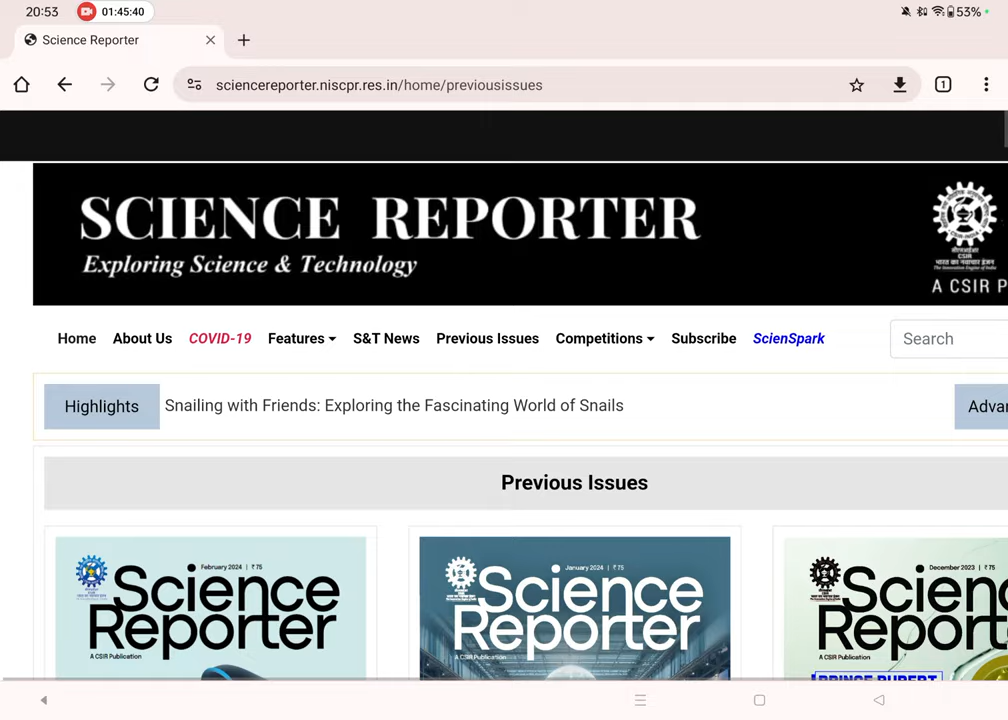 20:53 01:45:40 53%
Science Reporter
1
sciencereporter.niscpr.res.in/home/previousissues
SCIENCE REPORTER
Exploring Science & Technology
CSIR
A CSIR P
Home About Us COVID-19 Features S&T News Previous Issues Competitions Subscribe ScienSpark Search
Highlights Snailing with Friends: Exploring the Fascinating World of Snails Advan
Previous Issues
February 2024 | ₹75
Science
Reporter
A CSIR Publication
January 2024 | ₹75
Science
Reporter
A CSIR Publication
December 2023 | ₹75
Scien
Report
A CSIR Publication
PRINCE RUPERT